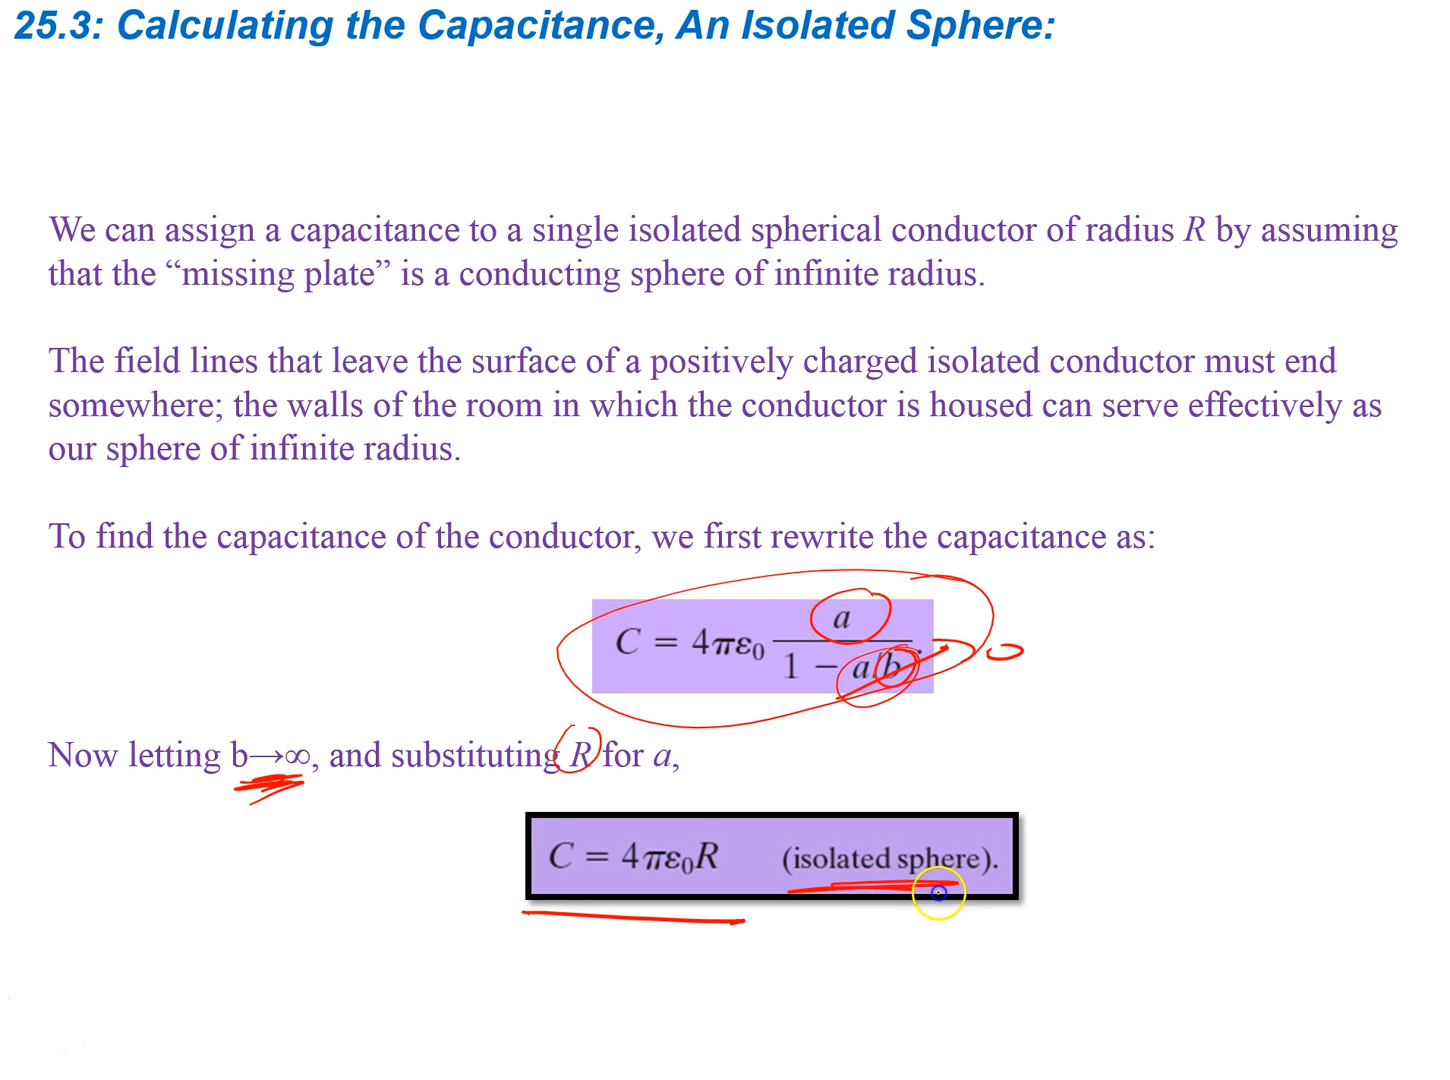 25.3: Calculating the Capacitance, An Isolated Sphere:
We can assign a capacitance to a single isolated spherical conductor of radius R by assuming
that the “missing plate” is a conducting sphere of infinite radius.
The field lines that leave the surface of a positively charged isolated conductor must end
somewhere; the walls of the room in which the conductor is housed can serve effectively as
our sphere of infinite radius.
To find the capacitance of the conductor, we first rewrite the capacitance as:
C = 4πε₀ a / (1 − a/b) .
0
Now letting b→∞, and substituting R for a,
C = 4πε₀R (isolated sphere).